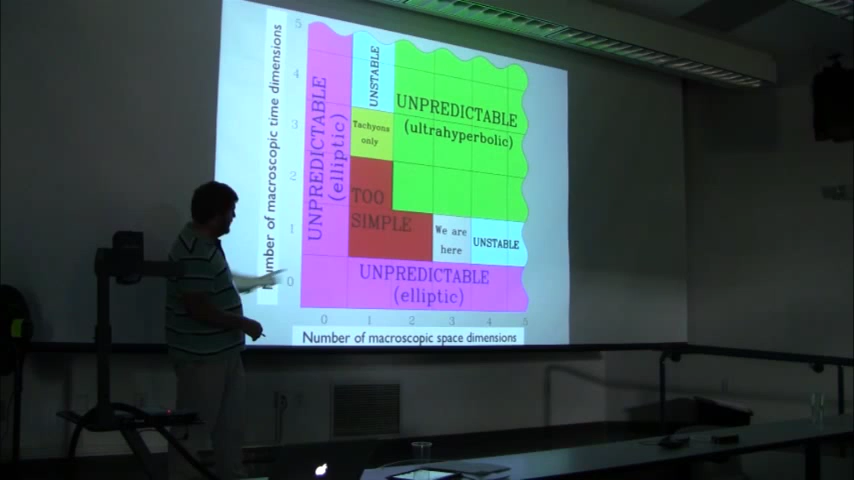 Number of macroscopic time dimensions
5
4
3
2
1
0
UNPREDICTABLE
(elliptic)
UNSTABLE
UNPREDICTABLE
(ultrahyperbolic)
Tachyons
only
TOO
SIMPLE
We are
here
UNSTABLE
UNPREDICTABLE
(elliptic)
0 1 2 3 4 5
Number of macroscopic space dimensions